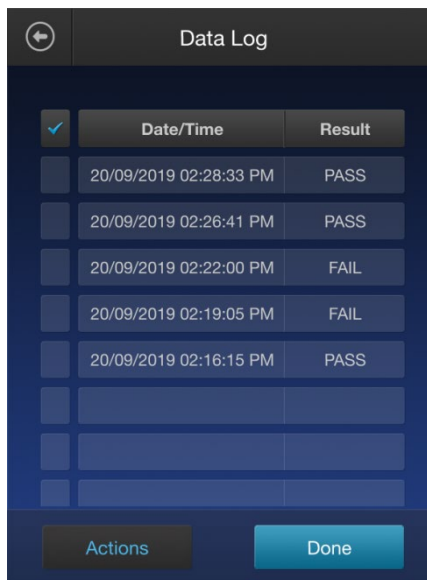 Data Log
Date/Time Result
20/09/2019 02:28:33 PM PASS
20/09/2019 02:26:41 PM PASS
20/09/2019 02:22:00 PM FAIL
20/09/2019 02:19:05 PM FAIL
20/09/2019 02:16:15 PM PASS
Actions Done